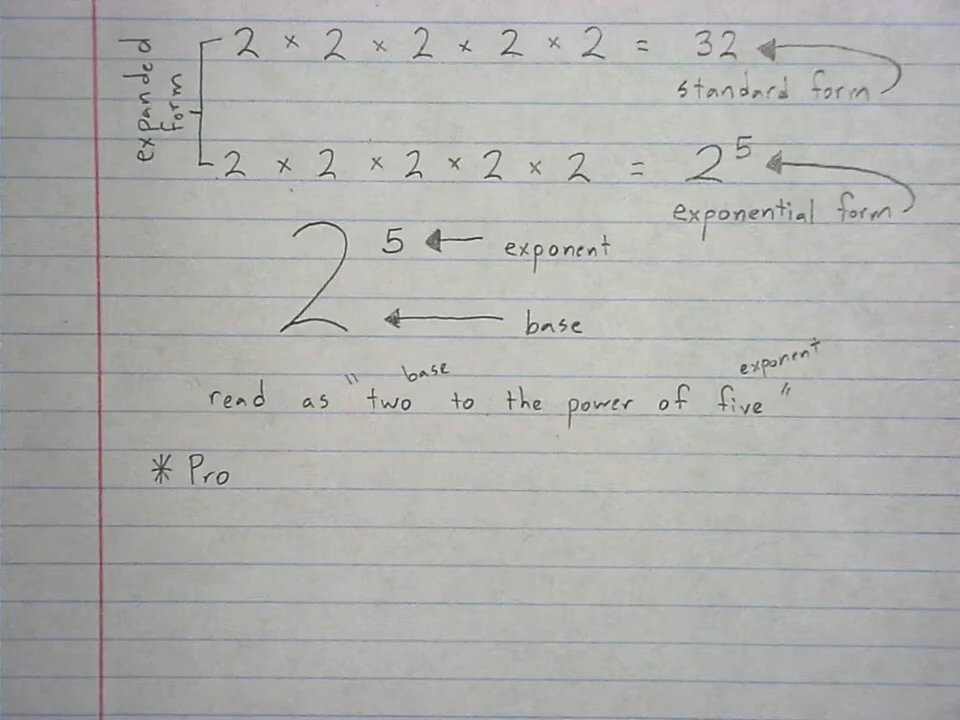 expanded form
2 × 2 × 2 × 2 × 2 = 32
standard form
2 × 2 × 2 × 2 × 2 = 2⁵
exponential form
2⁵ exponent
base
base exponent
read as "two to the power of five"
* Pro